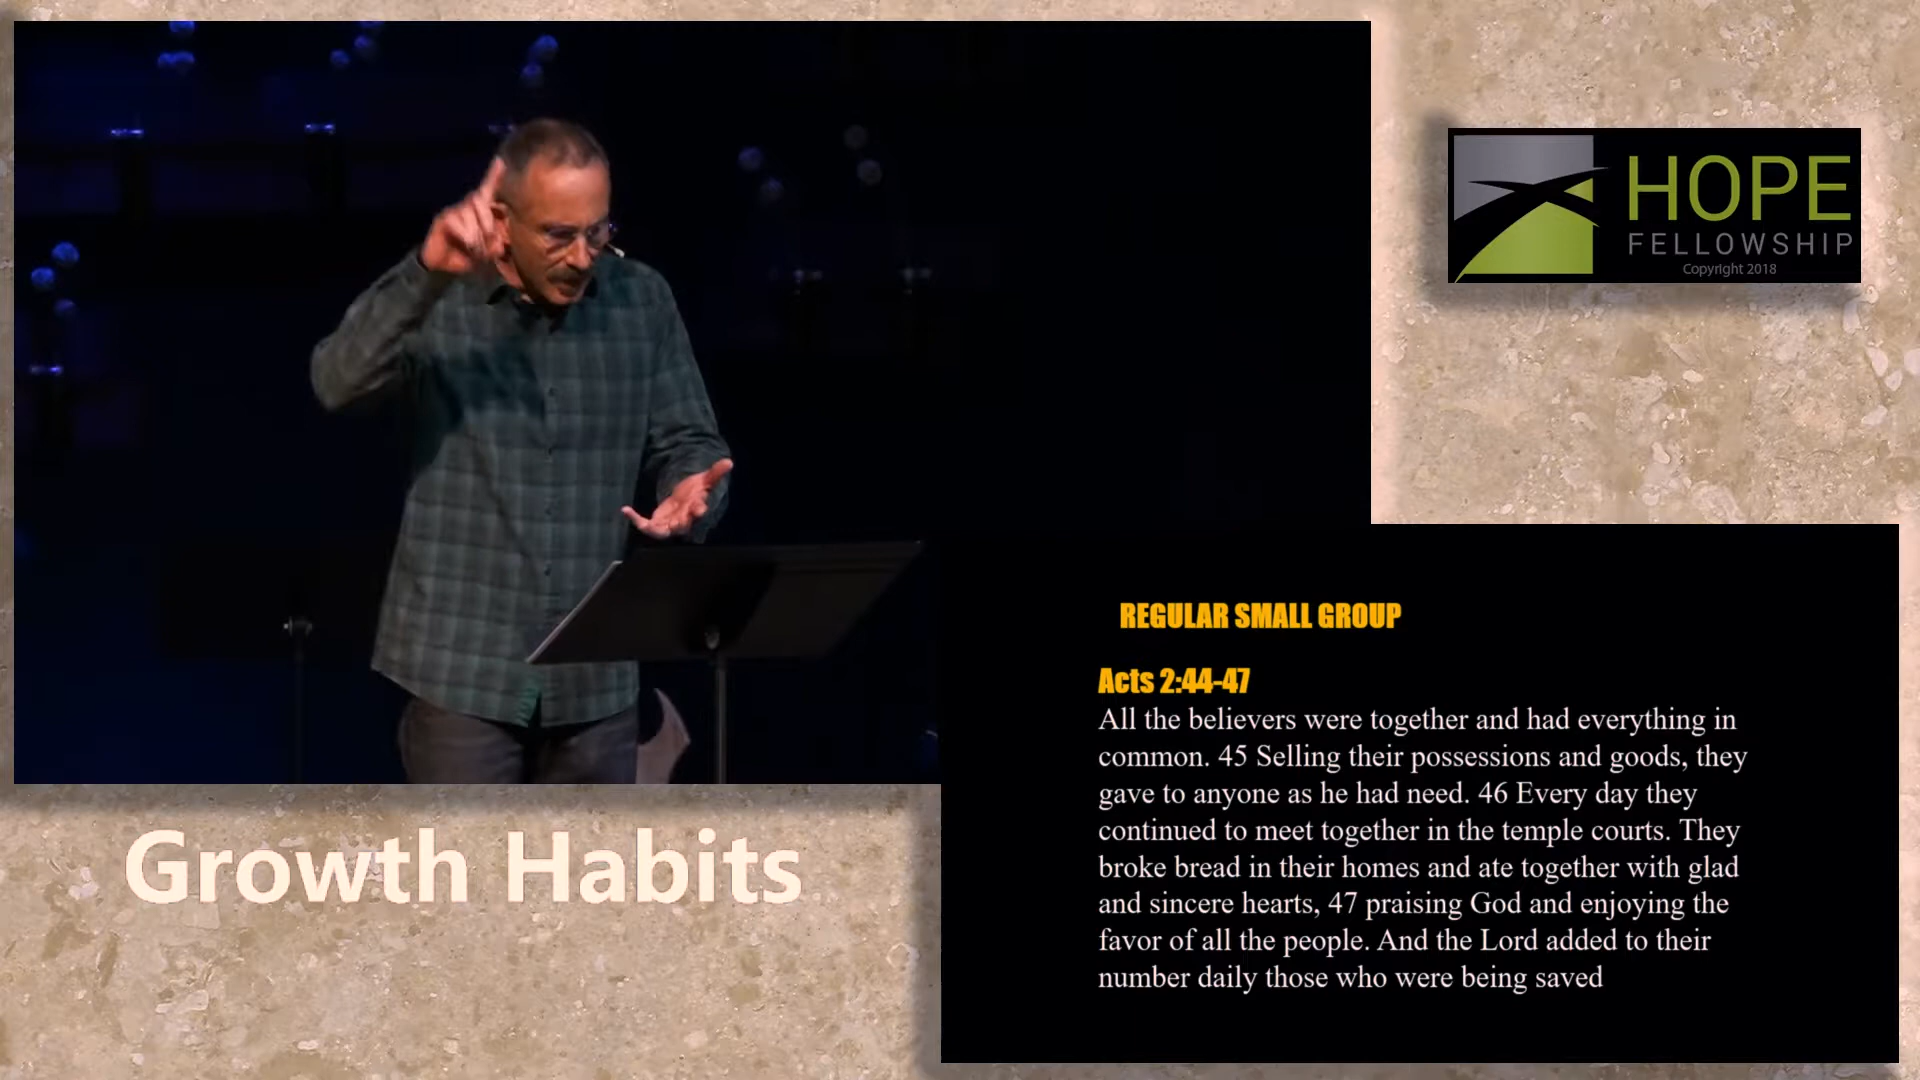 HOPE
FELLOWSHIP
Copyright 2018
REGULAR SMALL GROUP
Acts 2:44-47
All the believers were together and had everything in
common. 45 Selling their possessions and goods, they
gave to anyone as he had need. 46 Every day they
continued to meet together in the temple courts. They
broke bread in their homes and ate together with glad
and sincere hearts, 47 praising God and enjoying the
favor of all the people. And the Lord added to their
number daily those who were being saved
Growth Habits